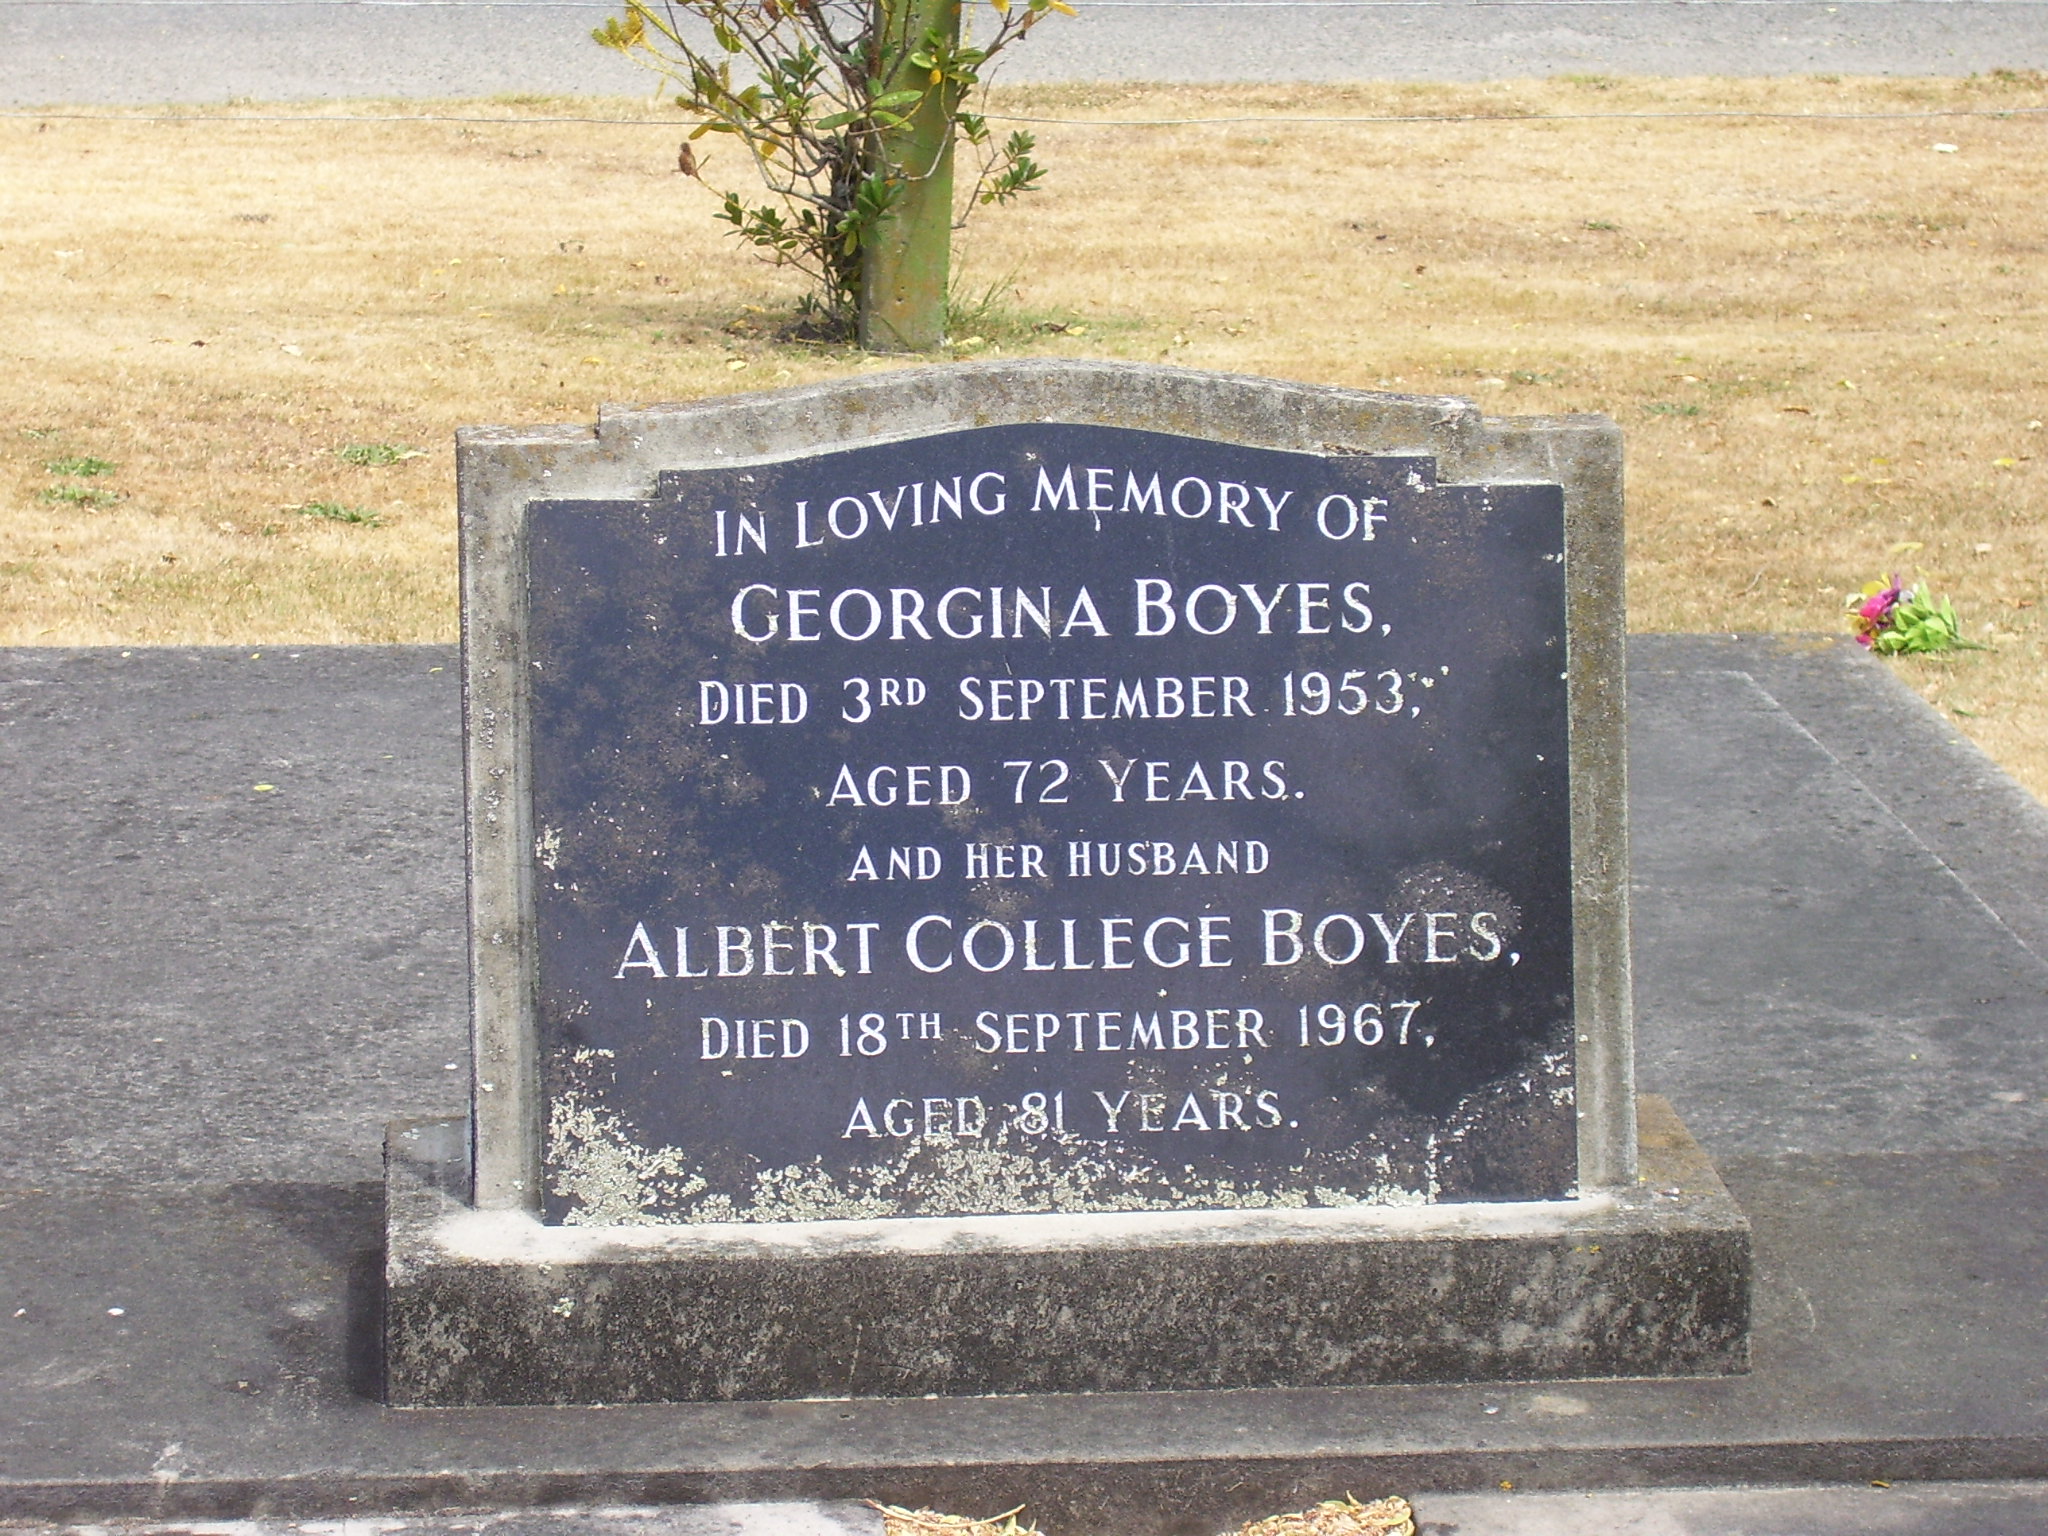 IN LOVING MEMORY OF
GEORGINA BOYES,
DIED 3RD SEPTEMBER 1953,
AGED 72 YEARS.
AND HER HUSBAND
ALBERT COLLEGE BOYES,
DIED 18TH SEPTEMBER 1967,
AGED 81 YEARS.